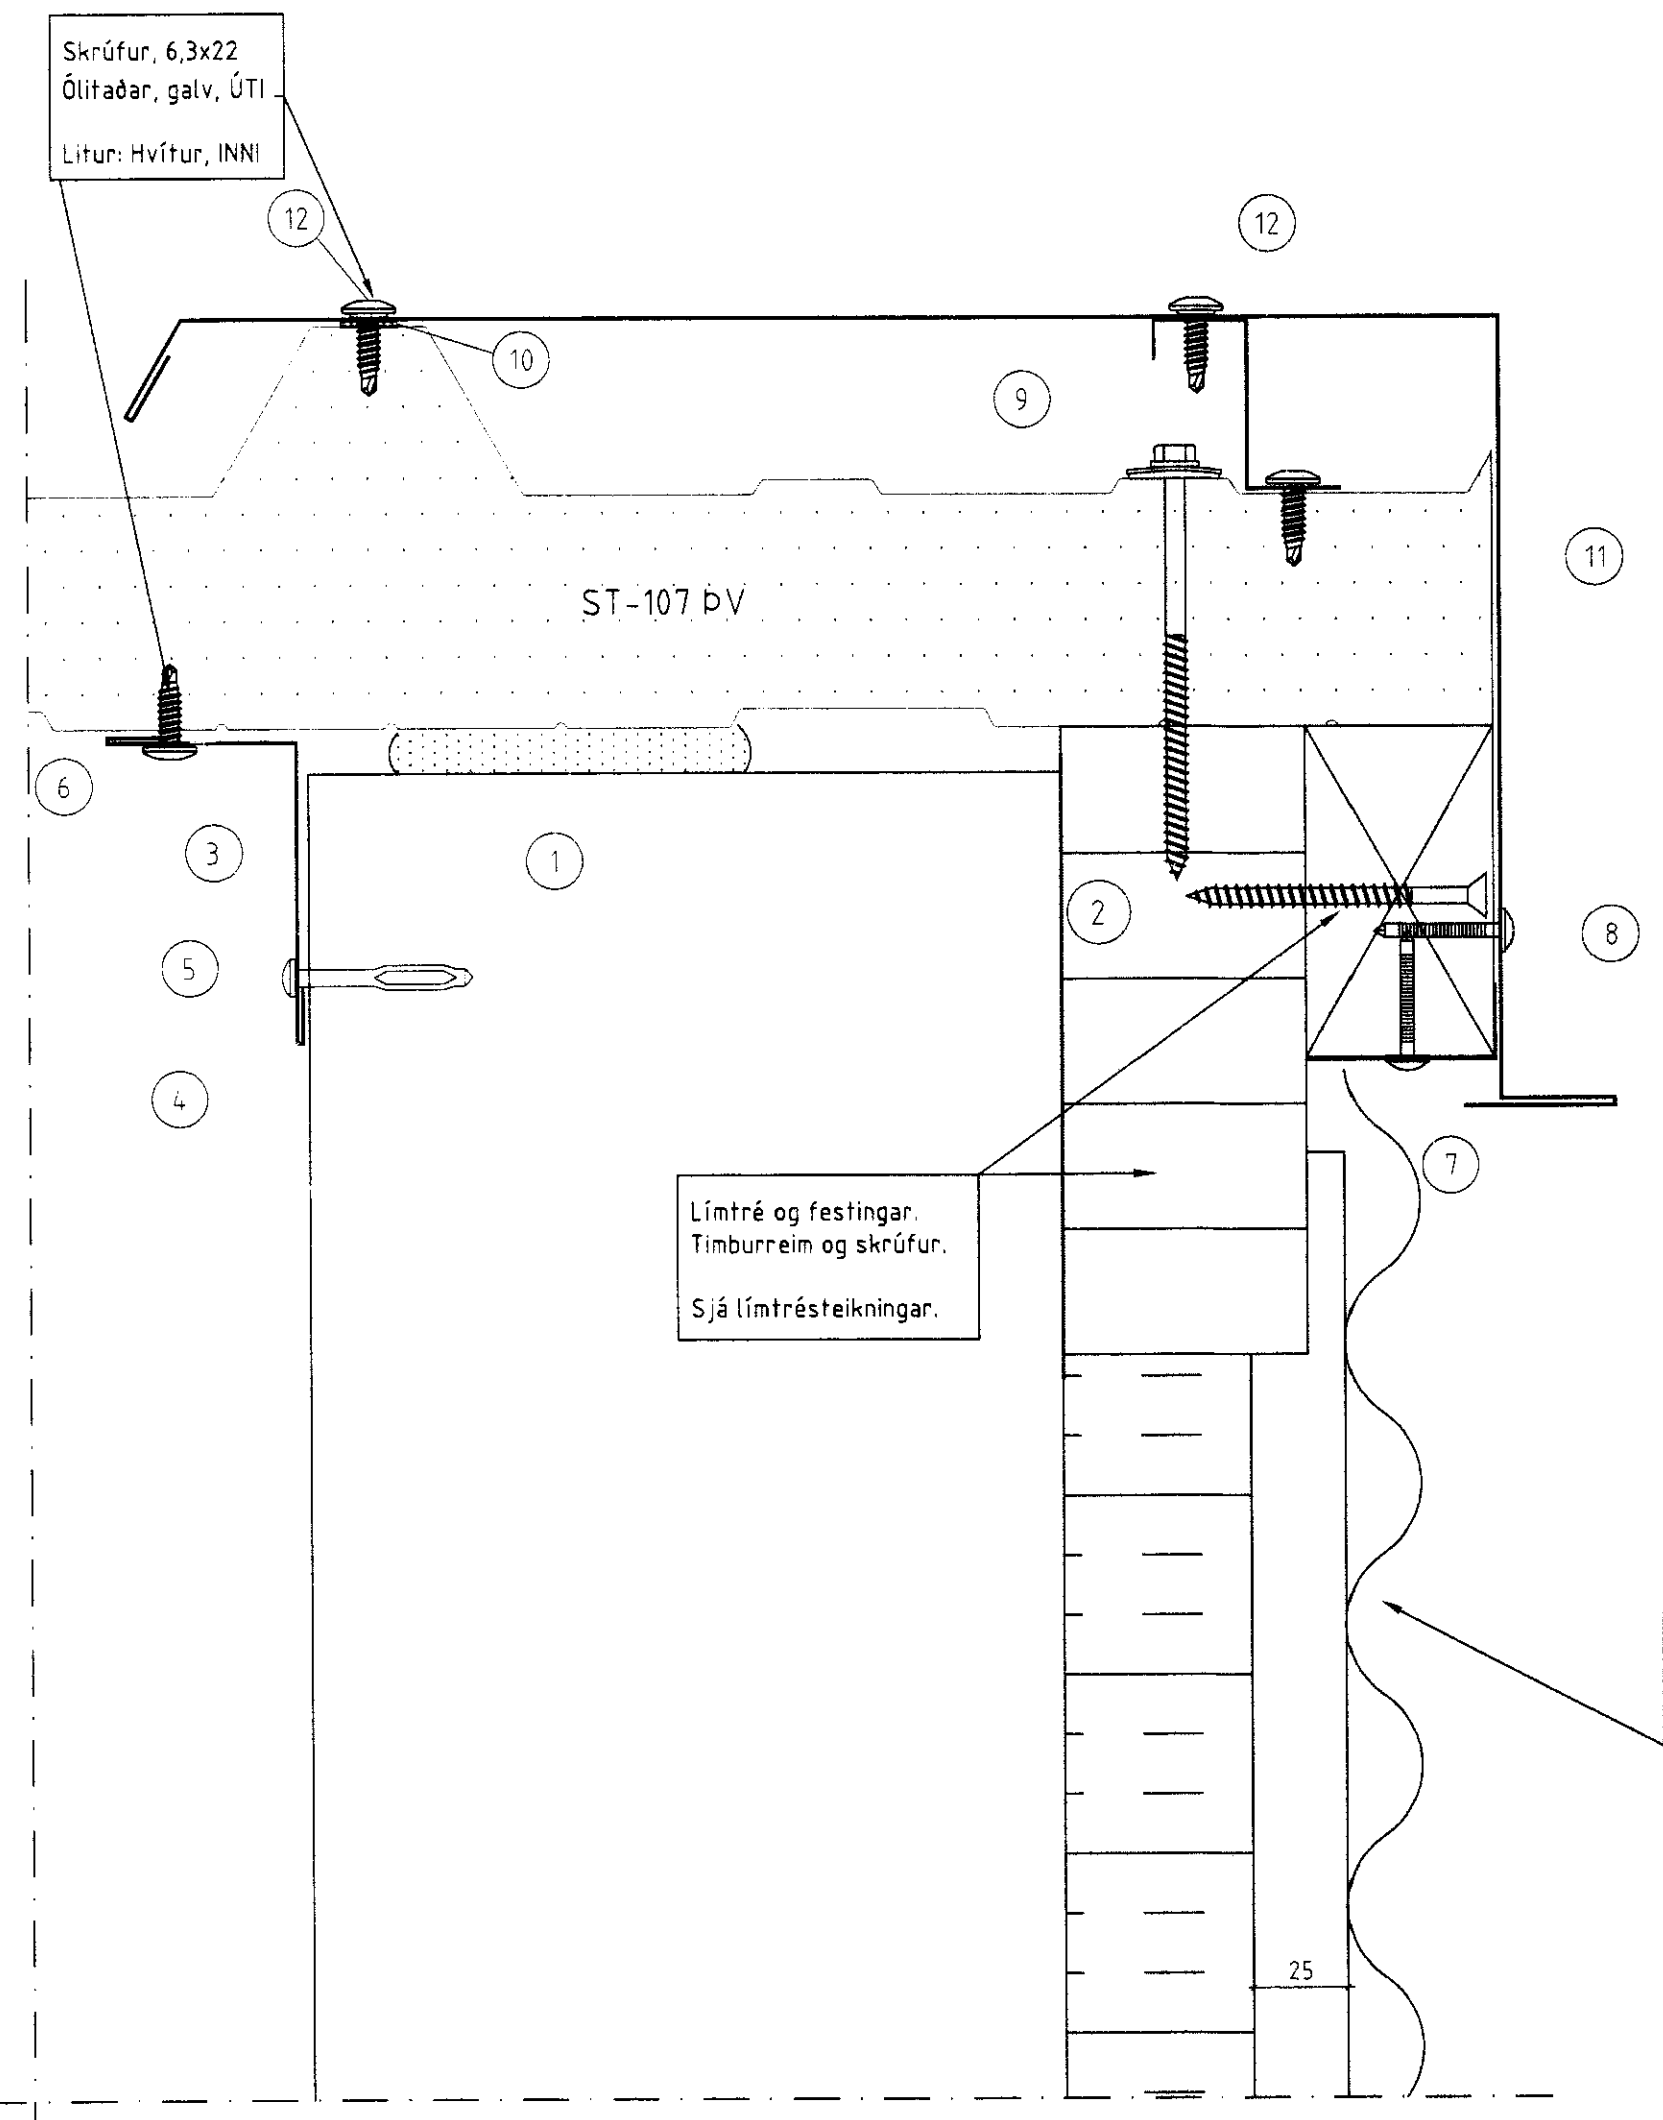 Skrúfur, 6,3x22
Ólitaðar, galv, ÚTI
Litur: Hvítur, INNI
12
12
10
9
11
ST-107 ÞV
6
3
1
2
5
8
4
7
Límtré og festingar.
Timburreim og skrúfur.
Sjá límtrésteikningar.
25